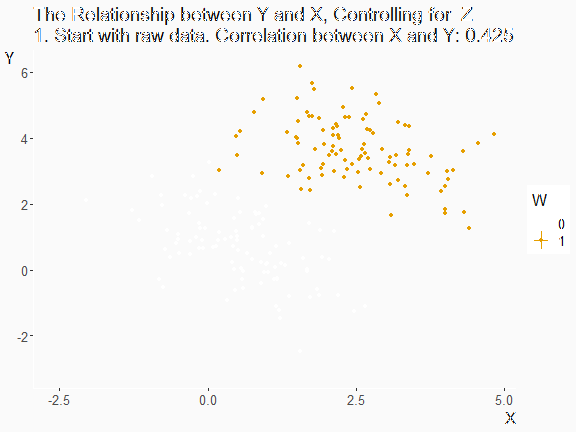 The Relationship between Y and X, Controlling for Z
1. Start with raw data. Correlation between X and Y: 0.425
Y
6
4
2
0
-2
-2.5 0.0 2.5 5.0
X
W
0
1